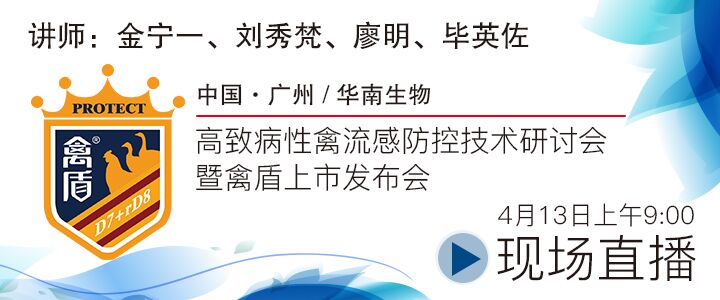 讲师：金宁一、刘秀梵、廖明、毕英佐
PROTECT
禽盾®
D7+rD8
中国·广州 / 华南生物
高致病性禽流感防控技术研讨会
暨禽盾上市发布会
4月13日上午9:00
现场直播